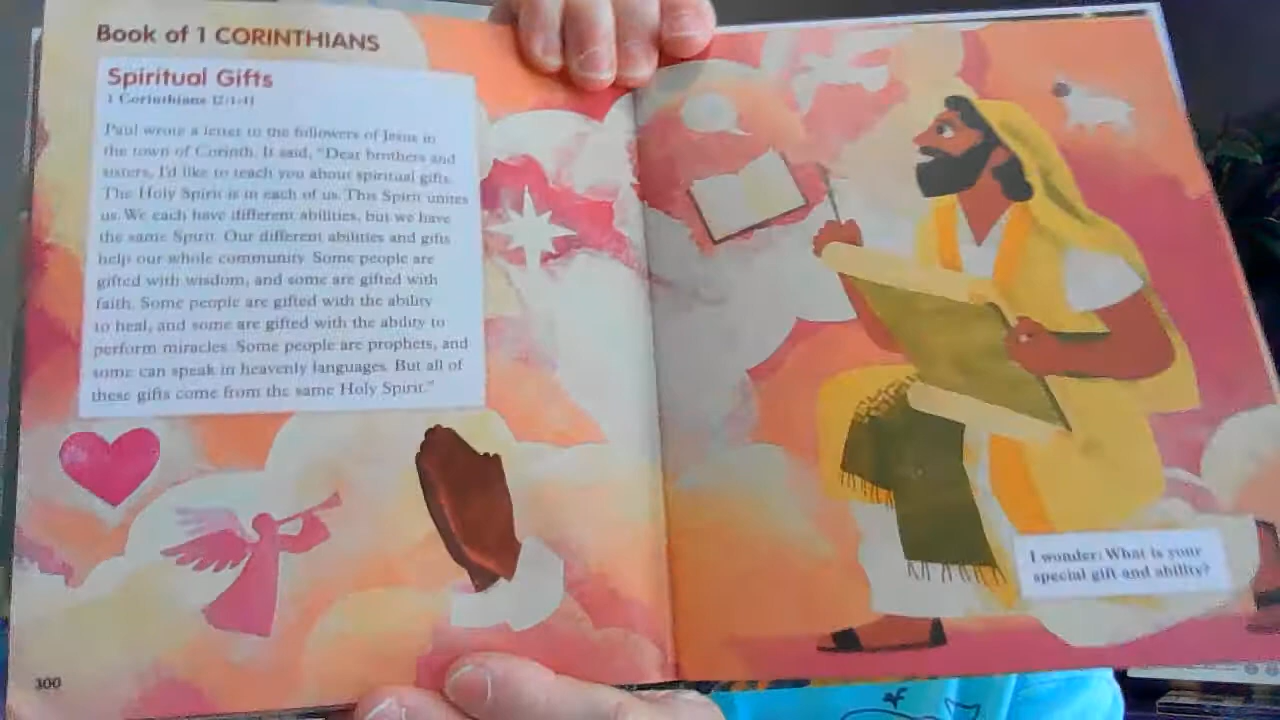 Book of 1 CORINTHIANS
Spiritual Gifts
1 Corinthians 12:1-11
Paul wrote a letter to the followers of Jesus in
the town of Corinth. It said, "Dear brothers and
sisters, I'd like to teach you about spiritual gifts.
The Holy Spirit is in each of us. This Spirit unites
us. We each have different abilities, but we have
the same Spirit. Our different abilities and gifts
help our whole community. Some people are
gifted with wisdom, and some are gifted with
faith. Some people are gifted with the ability
to heal, and some are gifted with the ability to
perform miracles. Some people are prophets, and
some can speak in heavenly languages. But all of
these gifts come from the same Holy Spirit."
I wonder: What is your
special gift and ability?
300